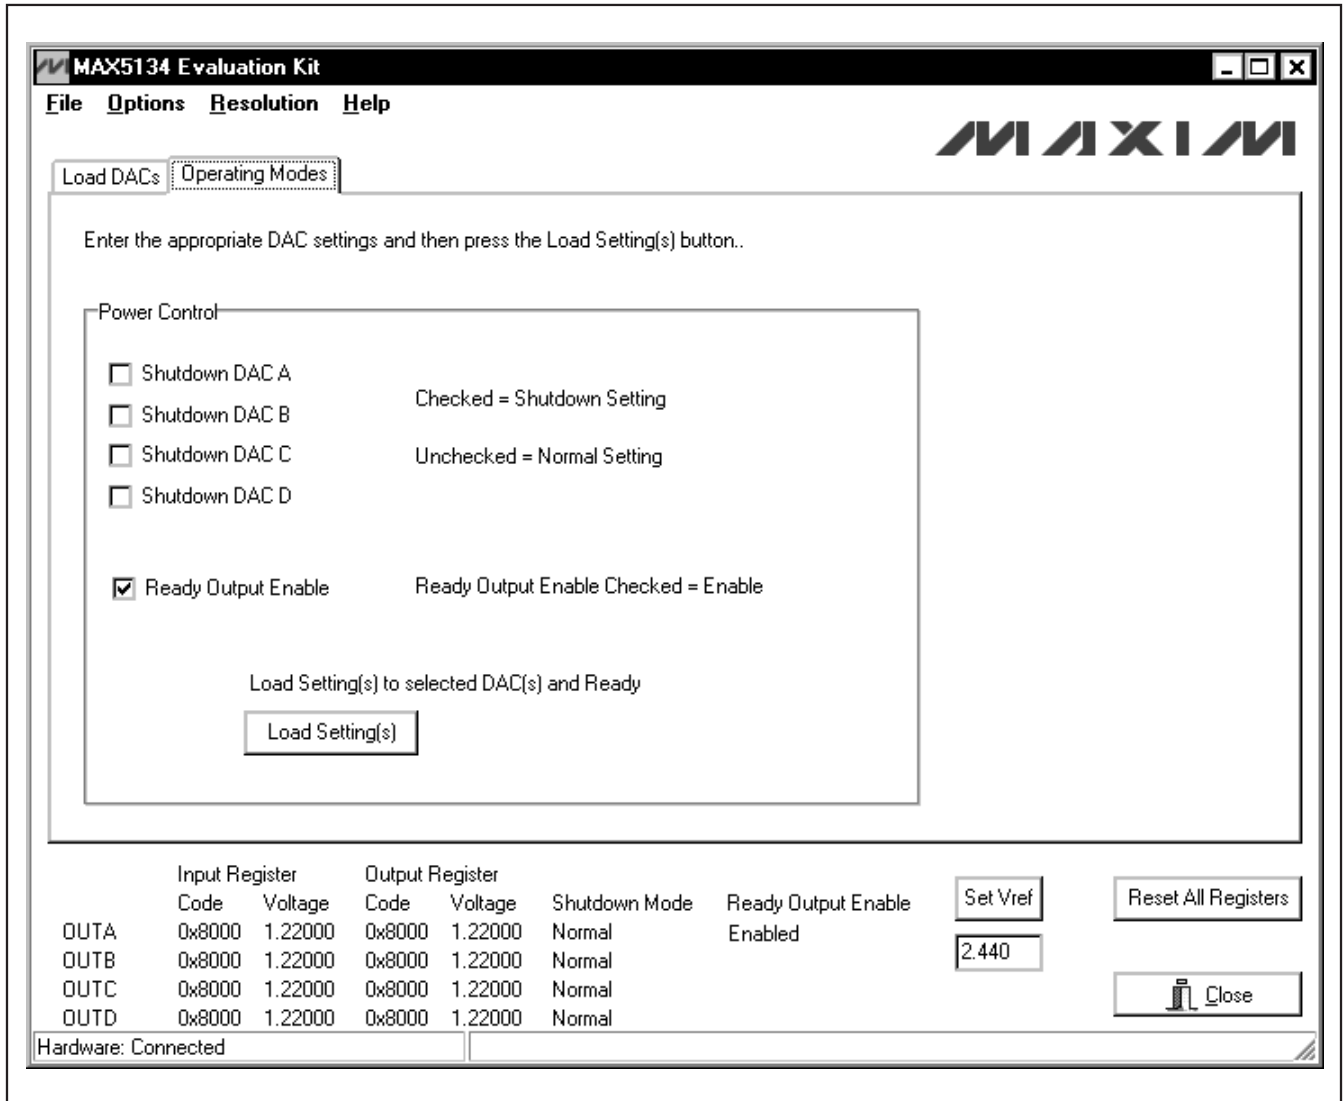 MAX5134 Evaluation Kit
File Options Resolution Help
MAXIM
Load DACs Operating Modes
Enter the appropriate DAC settings and then press the Load Setting(s) button..
Power Control
Shutdown DAC A
Shutdown DAC B
Shutdown DAC C
Shutdown DAC D
Checked = Shutdown Setting
Unchecked = Normal Setting
Ready Output Enable
Ready Output Enable Checked = Enable
Load Setting(s) to selected DAC(s) and Ready
Load Setting(s)
Input Register Output Register
Code Voltage Code Voltage Shutdown Mode Ready Output Enable
OUTA 0x8000 1.22000 0x8000 1.22000 Normal Enabled
OUTB 0x8000 1.22000 0x8000 1.22000 Normal
OUTC 0x8000 1.22000 0x8000 1.22000 Normal
OUTD 0x8000 1.22000 0x8000 1.22000 Normal
Set Vref
2.440
Reset All Registers
Close
Hardware: Connected